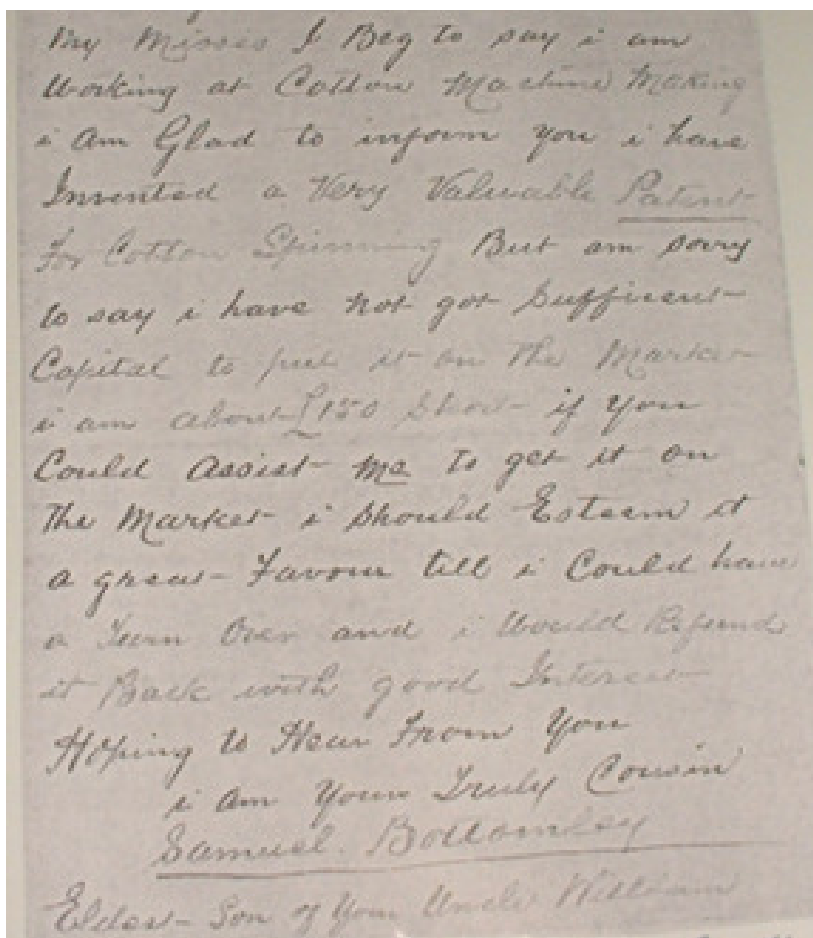 My Missis I Beg to say i am
Working at Cotton Machine Making
i Am Glad to inform you i have
Invented a Very Valuable Patent
for Cotton Spinning But am sorry
to say i have not got Sufficent
Capital to put it on The Market
i am about £150 Short if you
Could Assist me to get it on
The Market i Should Esteem it
a great Favour till i Could have
a Turn Over and i Would Refund
it Back with good Interest
Hoping to Hear From You
i am Your Truly Cousin
Samuel. Bottomley
Elder Son of Your Uncle William